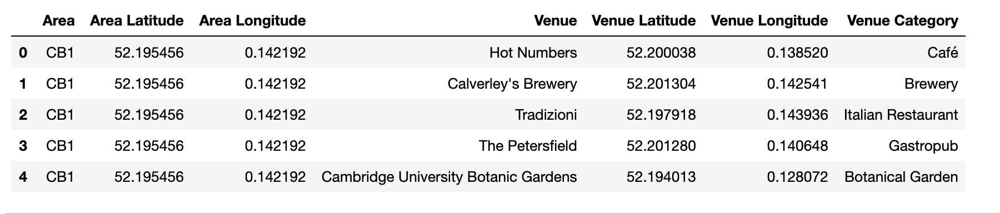 Area Area Latitude Area Longitude Venue Venue Latitude Venue Longitude Venue Category
0 CB1 52.195456 0.142192 Hot Numbers 52.200038 0.138520 Café
1 CB1 52.195456 0.142192 Calverley's Brewery 52.201304 0.142541 Brewery
2 CB1 52.195456 0.142192 Tradizioni 52.197918 0.143936 Italian Restaurant
3 CB1 52.195456 0.142192 The Petersfield 52.201280 0.140648 Gastropub
4 CB1 52.195456 0.142192 Cambridge University Botanic Gardens 52.194013 0.128072 Botanical Garden